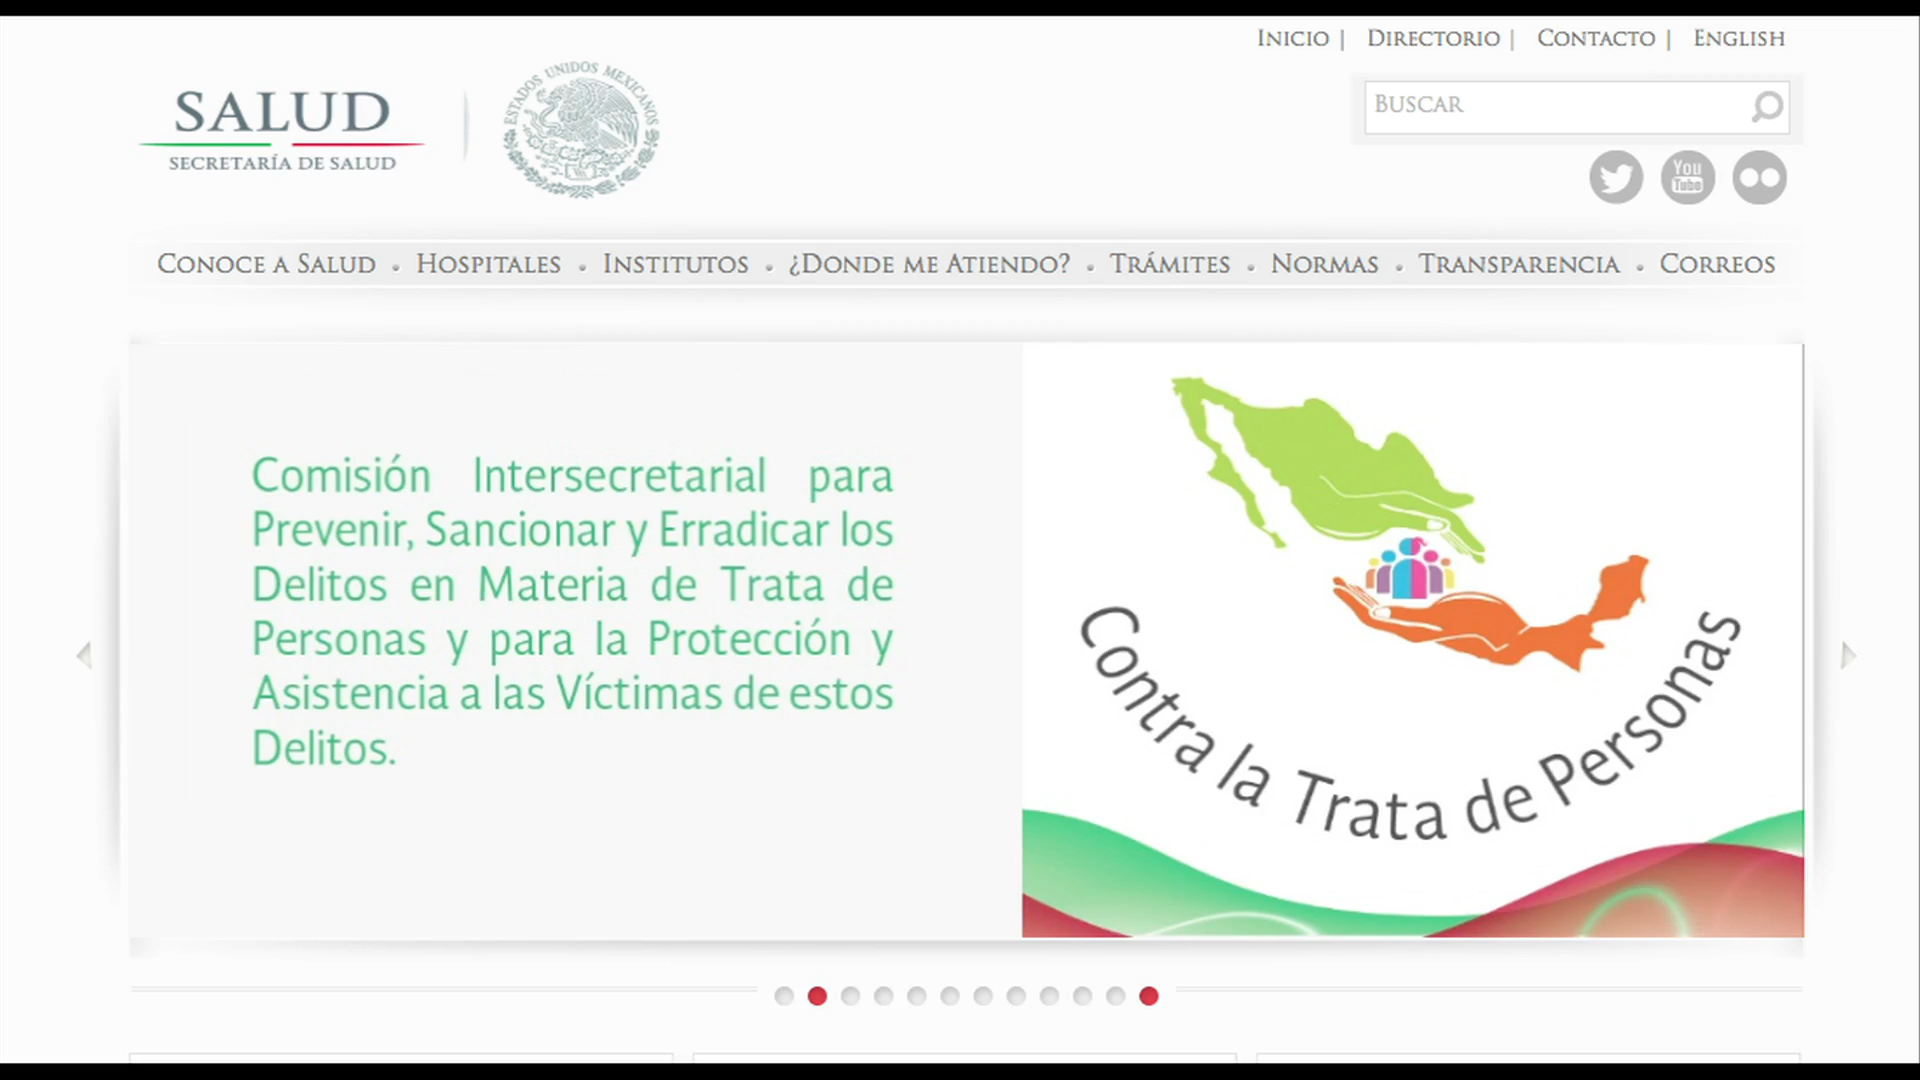 INICIO | DIRECTORIO | CONTACTO | ENGLISH
SALUD
SECRETARÍA DE SALUD
ESTADOS UNIDOS MEXICANOS
BUSCAR
You
Tube
CONOCE A SALUD • HOSPITALES • INSTITUTOS • ¿DONDE ME ATIENDO? • TRÁMITES • NORMAS • TRANSPARENCIA • CORREOS
Comisión Intersecretarial para
Prevenir, Sancionar y Erradicar los
Delitos en Materia de Trata de
Personas y para la Protección y
Asistencia a las Víctimas de estos
Delitos.
Contra la Trata de Personas